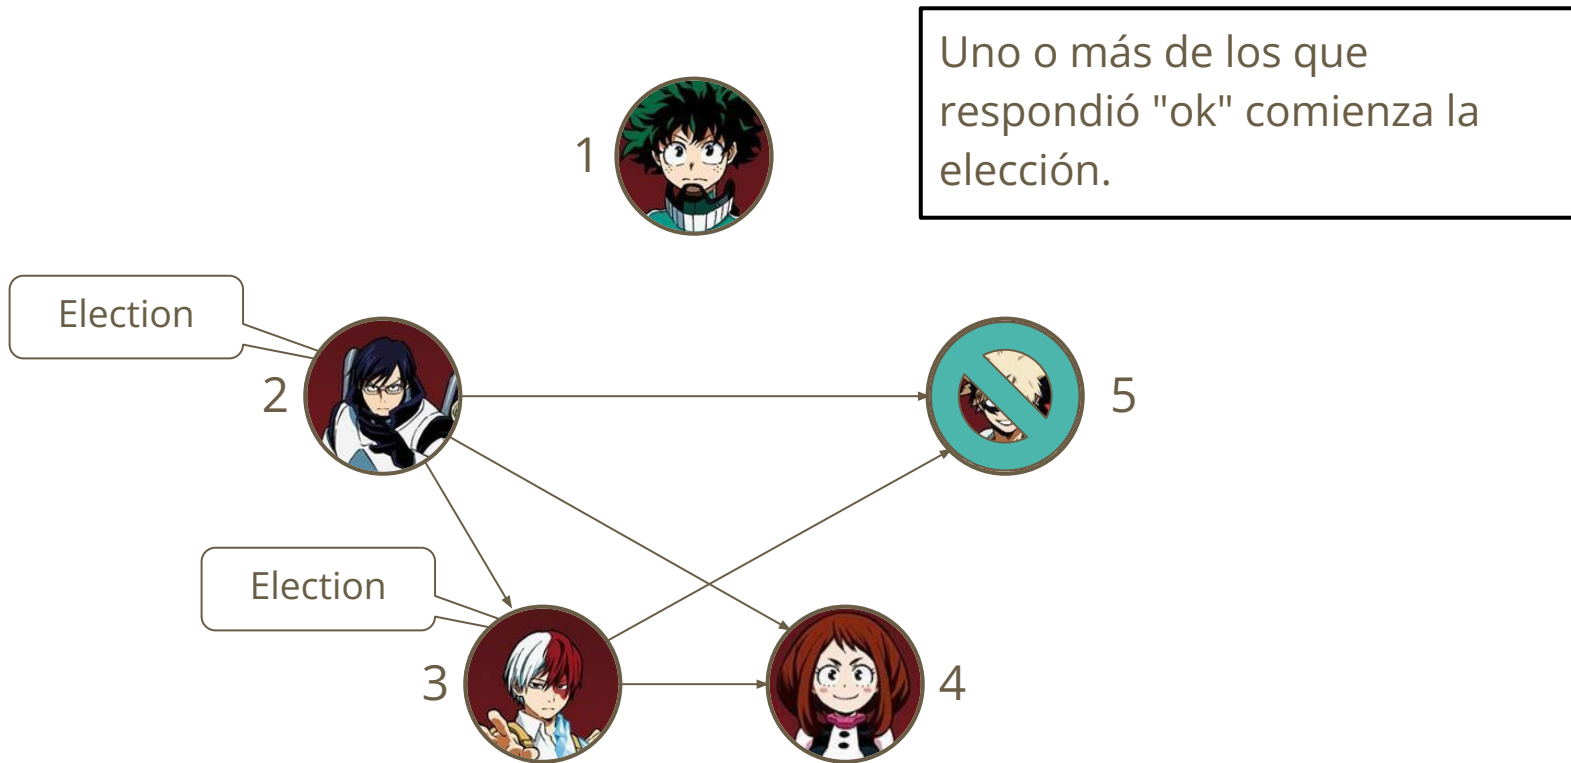 Uno o más de los que
respondió "ok" comienza la
elección.
1
Election
2
5
Election
3
4